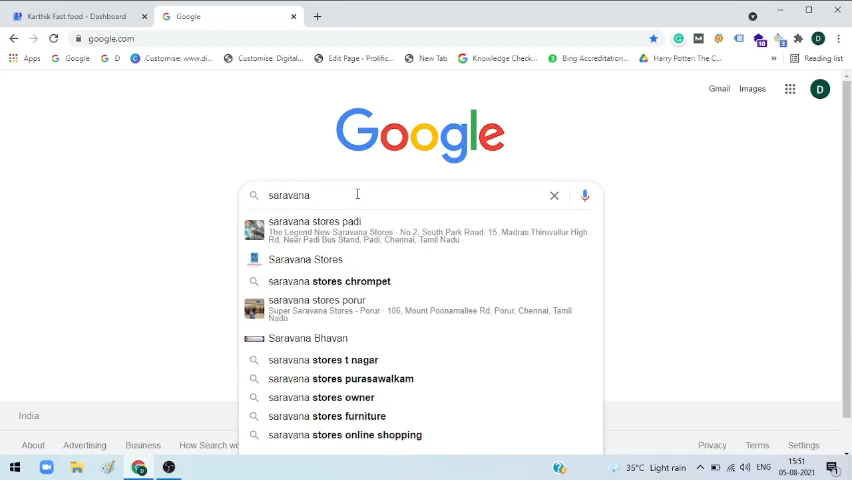 Karthik Fast food - Dashboard
Google
google.com
10
3
D
Apps
Google
G D
Customise: www.di...
Customise: Digital...
Edit Page - Prolific...
New Tab
Knowledge Check...
Bing Accreditation...
Harry Potter: The C...
»
Reading list
Gmail
Images
D
Google
saravana
saravana stores padi
The Legend New Saravana Stores · No.2, South Park Road, 15, Madras Thiruvallur High
Rd, Near Padi Bus Stand, Padi, Chennai, Tamil Nadu
Saravana Stores
saravana stores chrompet
saravana stores porur
Super Saravana Stores - Porur · 106, Mount Poonamallee Rd, Porur, Chennai, Tamil
Nadu
Saravana Bhavan
saravana stores t nagar
saravana stores purasawalkam
saravana stores owner
saravana stores furniture
saravana stores online shopping
India
About
Advertising
Business
How Search wo
Privacy
Terms
Settings
35°C Light rain
ENG
15:51
05-08-2021